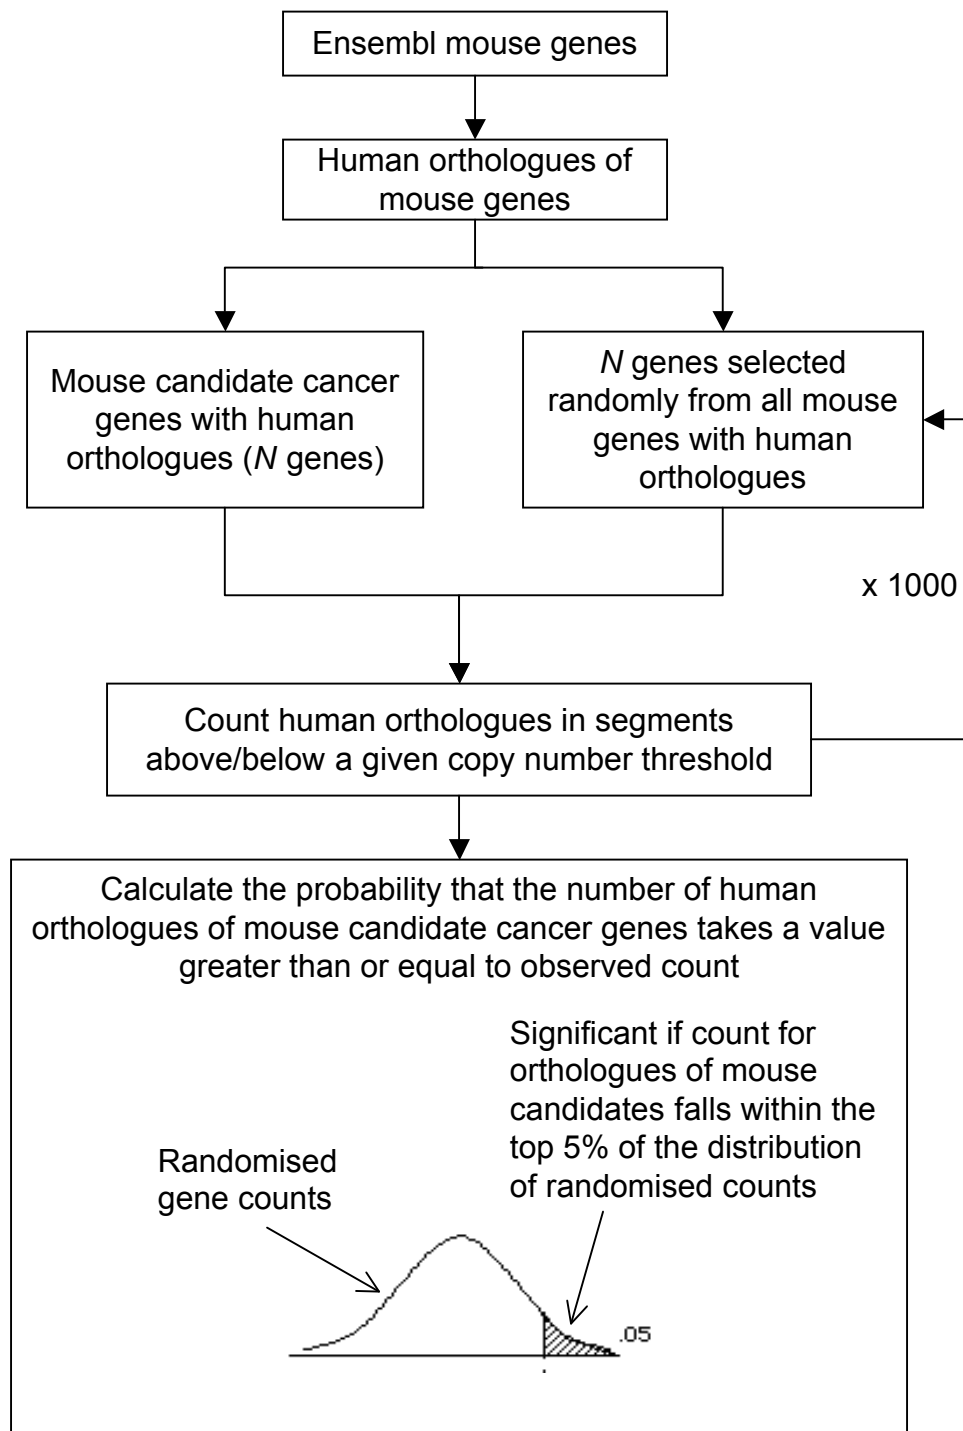 Ensembl mouse genes
Human orthologues of
mouse genes
Mouse candidate cancer
genes with human
orthologues (N genes)
N genes selected
randomly from all mouse
genes with human
orthologues
x 1000
Count human orthologues in segments
above/below a given copy number threshold
Calculate the probability that the number of human
orthologues of mouse candidate cancer genes takes a value
greater than or equal to observed count
Significant if count for
orthologues of mouse
candidates falls within the
top 5% of the distribution
of randomised counts
Randomised
gene counts
.05